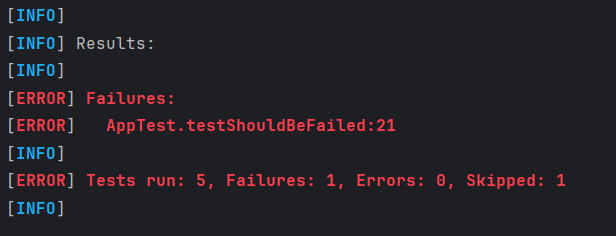 [INFO]
[INFO] Results:
[INFO]
[ERROR] Failures:
[ERROR]   AppTest.testShouldBeFailed:21
[INFO]
[ERROR] Tests run: 5, Failures: 1, Errors: 0, Skipped: 1
[INFO]